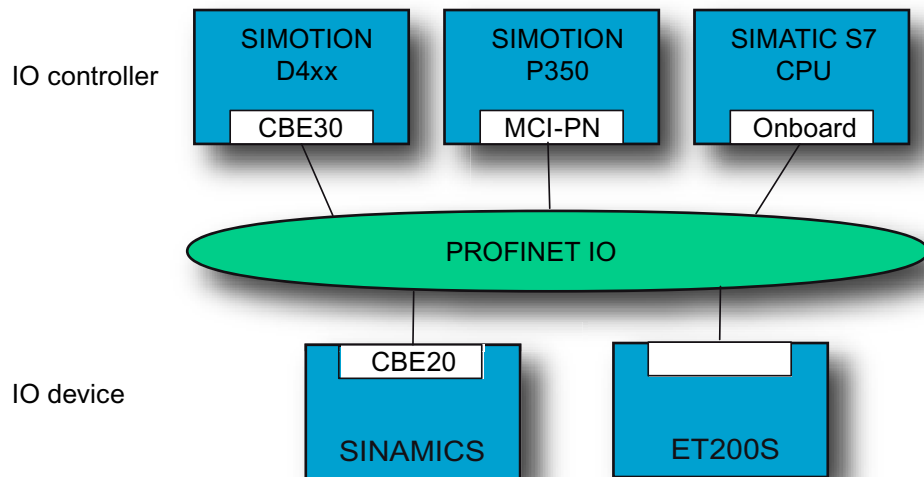 IO controller
SIMOTION
D4xx
CBE30
SIMOTION
P350
MCI-PN
SIMATIC S7
CPU
Onboard
PROFINET IO
IO device
CBE20
SINAMICS
ET200S